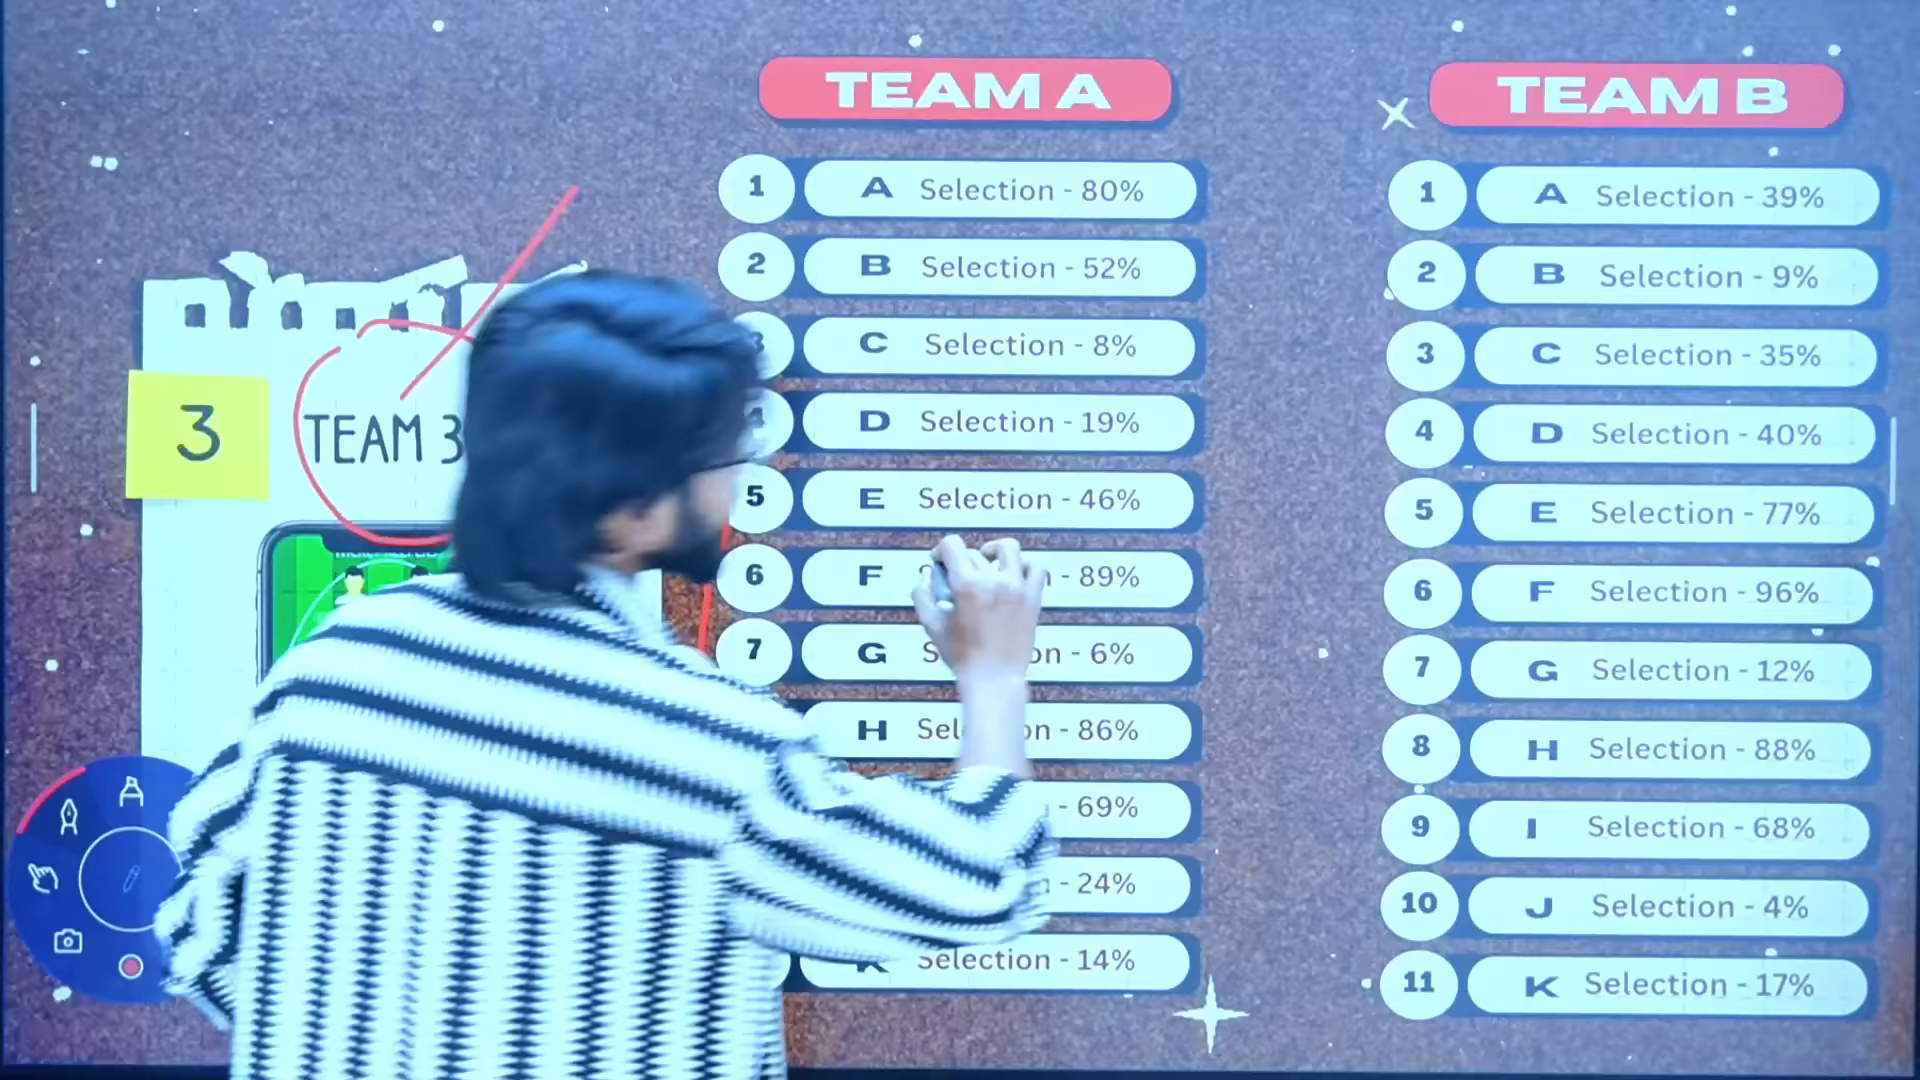 TEAM A
1 A Selection - 80%
2 B Selection - 52%
C Selection - 8%
D Selection - 19%
5 E Selection - 46%
6 F - 89%
7 G - 6%
H - 86%
- 69%
- 24%
Selection - 14%
TEAM B
1 A Selection - 39%
2 B Selection - 9%
3 C Selection - 35%
4 D Selection - 40%
5 E Selection - 77%
6 F Selection - 96%
7 G Selection - 12%
8 H Selection - 88%
9 I Selection - 68%
10 J Selection - 4%
11 K Selection - 17%
3
TEAM 3